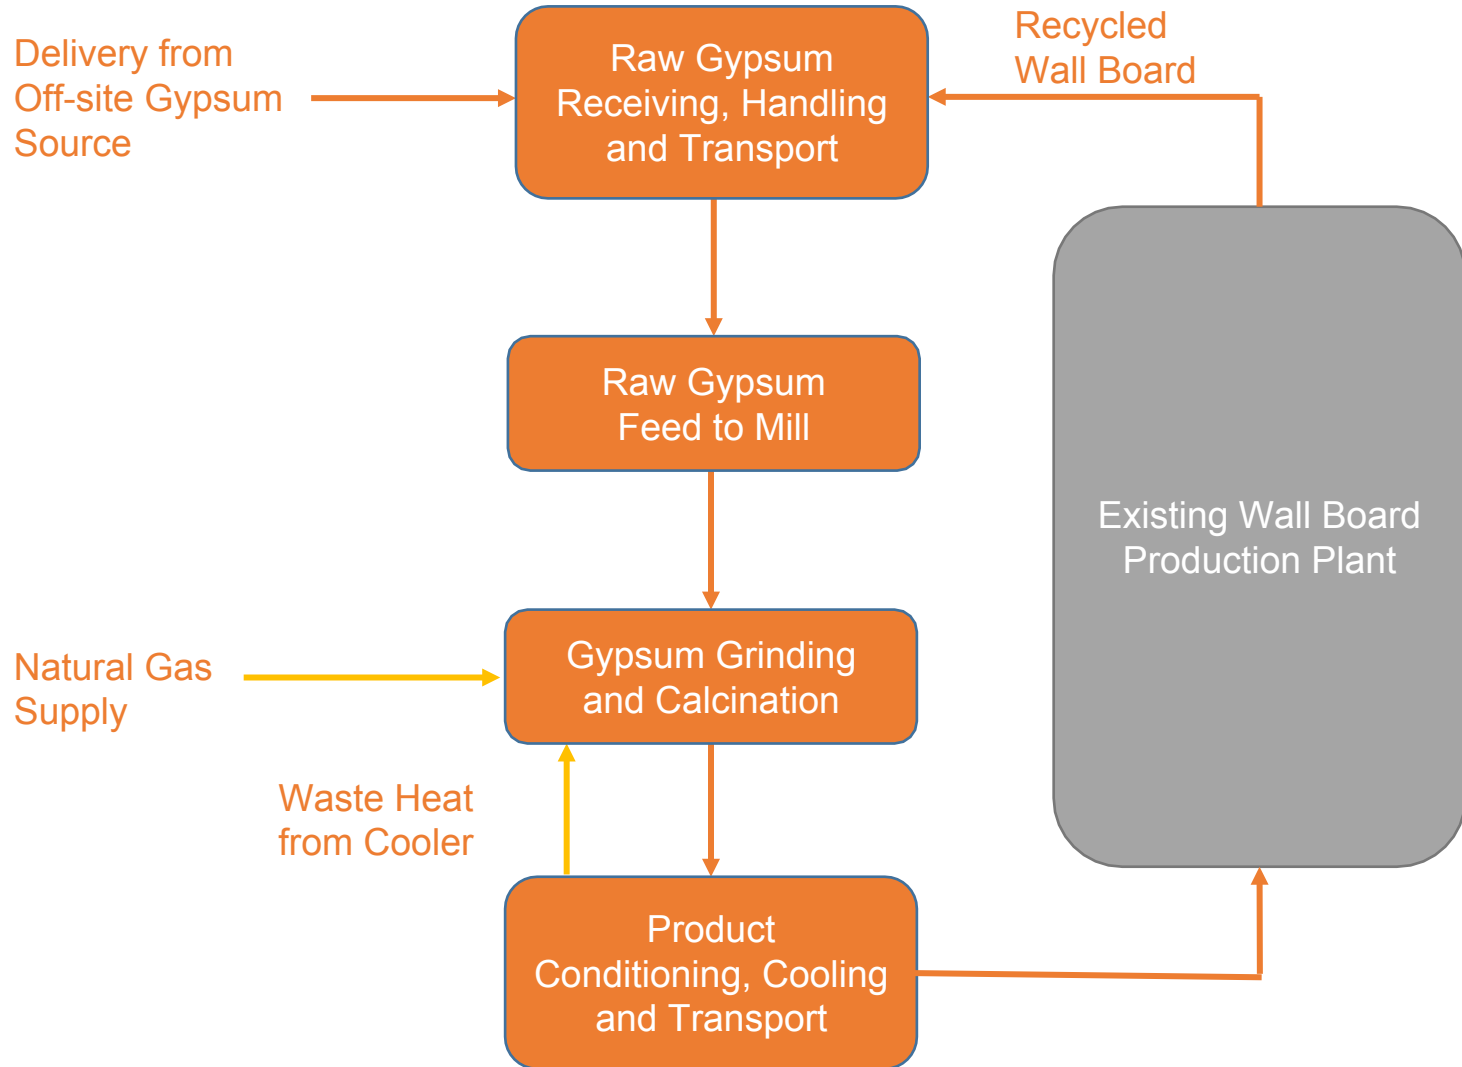 Delivery from
Off-site Gypsum
Source
Raw Gypsum
Receiving, Handling
and Transport
Recycled
Wall Board
Raw Gypsum
Feed to Mill
Existing Wall Board
Production Plant
Natural Gas
Supply
Gypsum Grinding
and Calcination
Waste Heat
from Cooler
Product
Conditioning, Cooling
and Transport